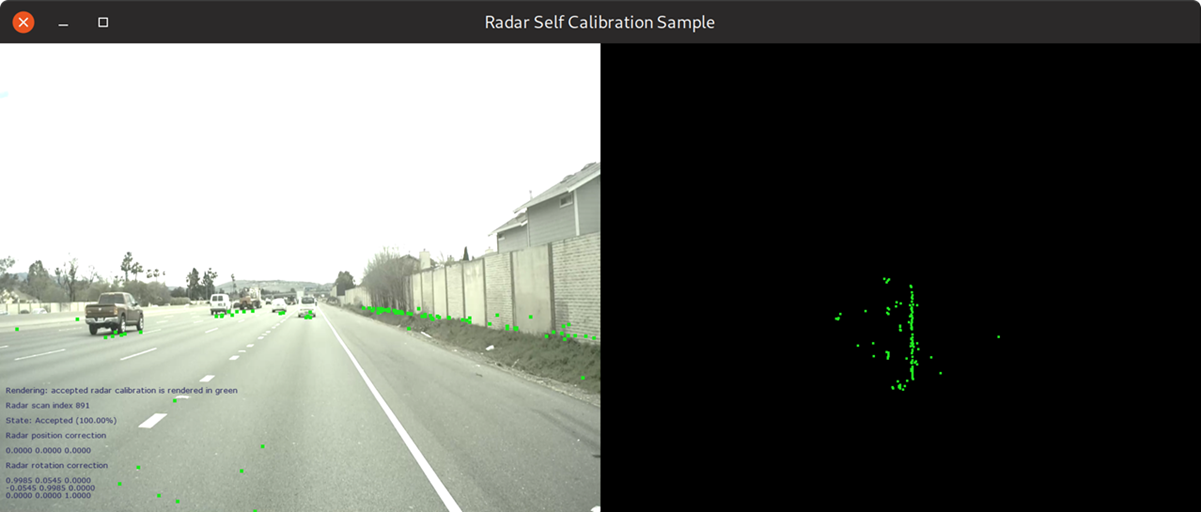 Radar Self Calibration Sample
Rendering: accepted radar calibration is rendered in green
Radar scan index 891
State: Accepted (100.00%)
Radar position correction
0.0000 0.0000 0.0000
Radar rotation correction
0.9985 0.0545 0.0000
-0.0545 0.9985 0.0000
0.0000 0.0000 1.0000